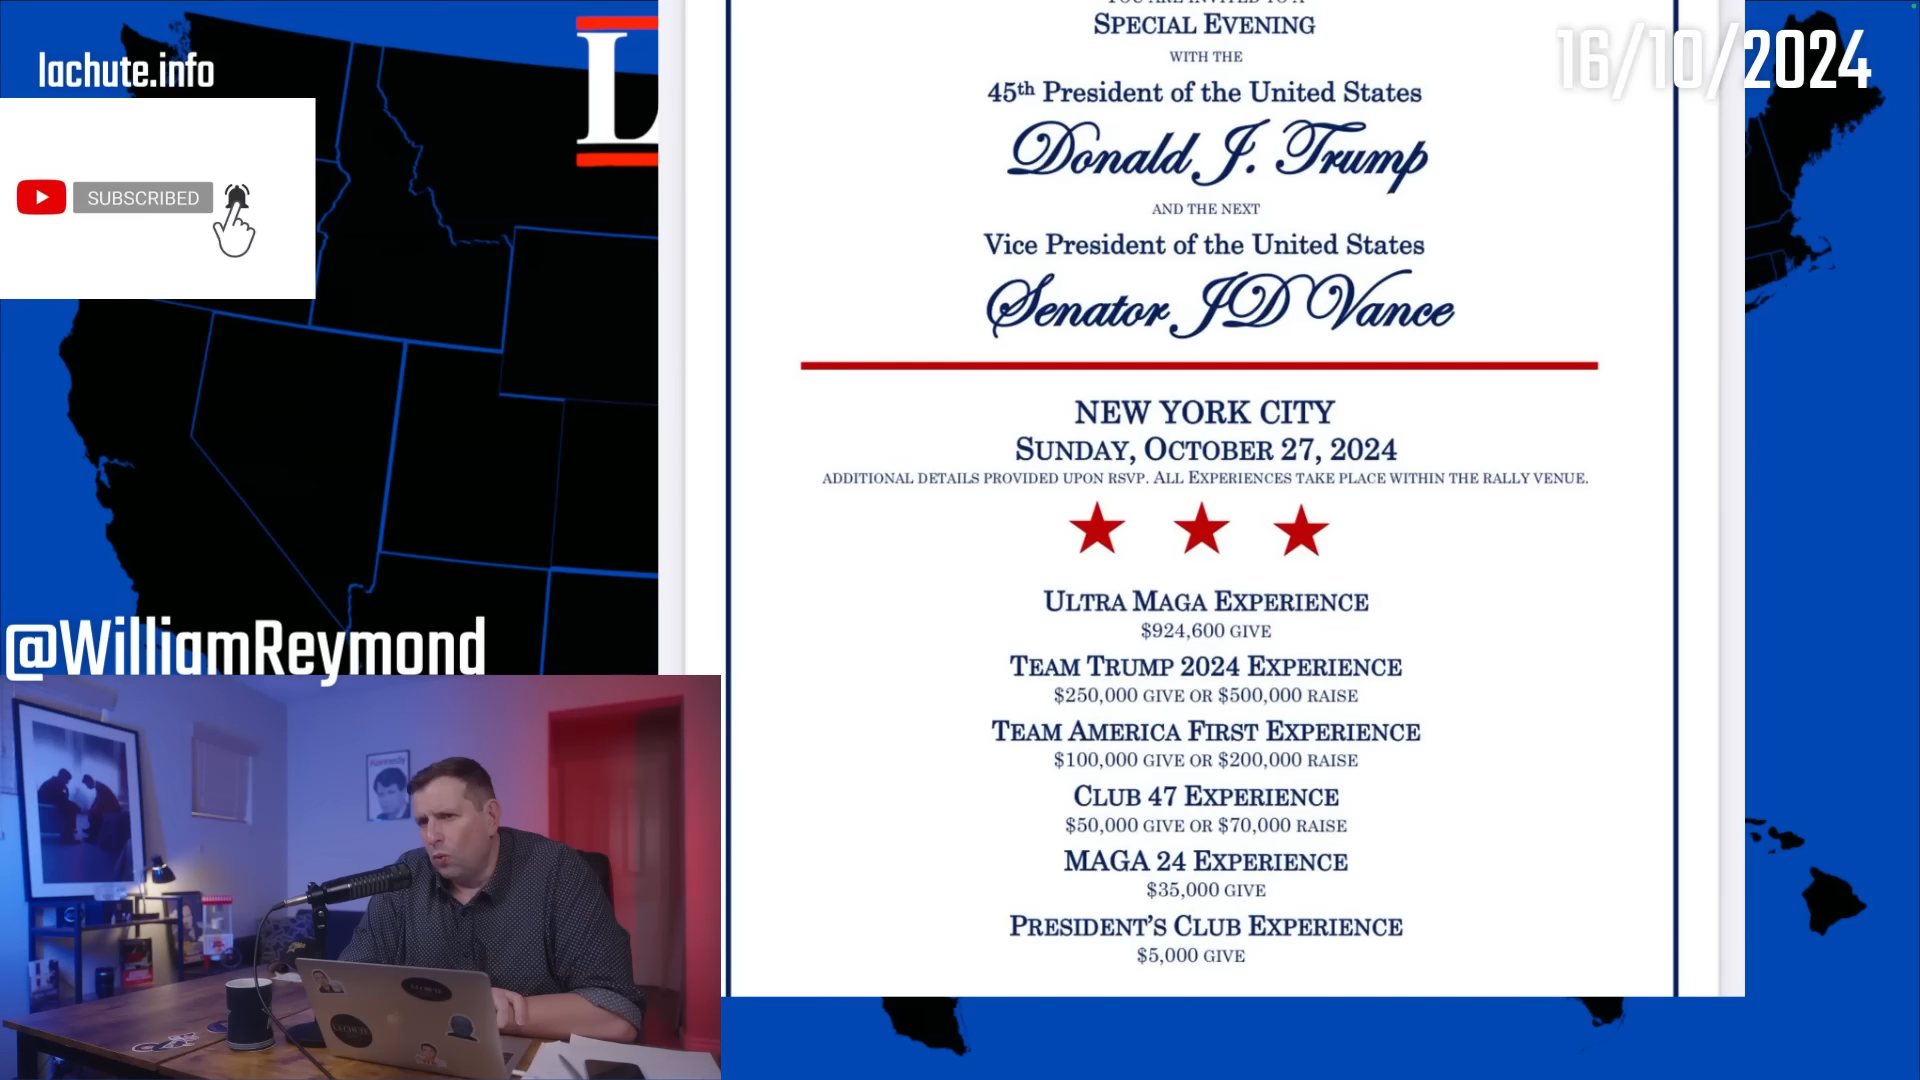 lachute.info
SUBSCRIBED
@WilliamReymond
16/10/2024
L
SPECIAL EVENING
WITH THE
45th President of the United States
Donald J. Trump
AND THE NEXT
Vice President of the United States
Senator JD Vance
NEW YORK CITY
SUNDAY, OCTOBER 27, 2024
ADDITIONAL DETAILS PROVIDED UPON RSVP. ALL EXPERIENCES TAKE PLACE WITHIN THE RALLY VENUE.
ULTRA MAGA EXPERIENCE
$924,600 GIVE
TEAM TRUMP 2024 EXPERIENCE
$250,000 GIVE OR $500,000 RAISE
TEAM AMERICA FIRST EXPERIENCE
$100,000 GIVE OR $200,000 RAISE
CLUB 47 EXPERIENCE
$50,000 GIVE OR $70,000 RAISE
MAGA 24 EXPERIENCE
$35,000 GIVE
PRESIDENT'S CLUB EXPERIENCE
$5,000 GIVE
Kennedy